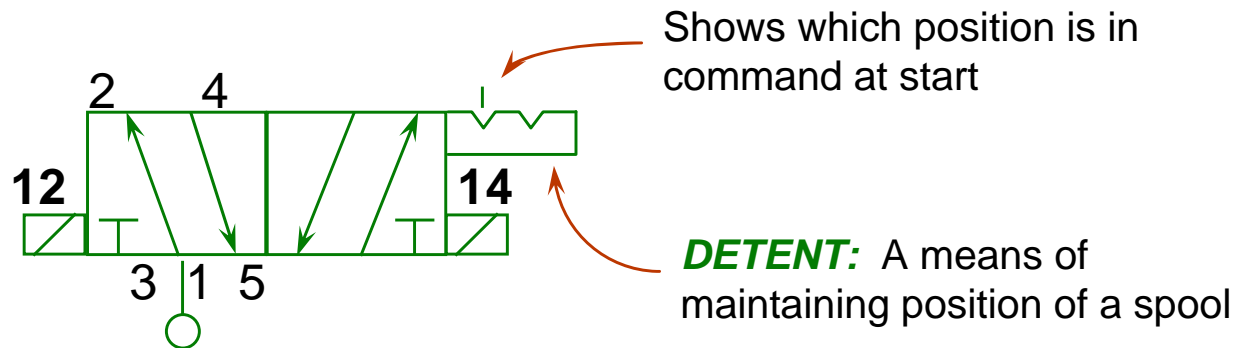 Shows which position is in
command at start
2 4
12
14
3 1 5
DETENT: A means of
maintaining position of a spool